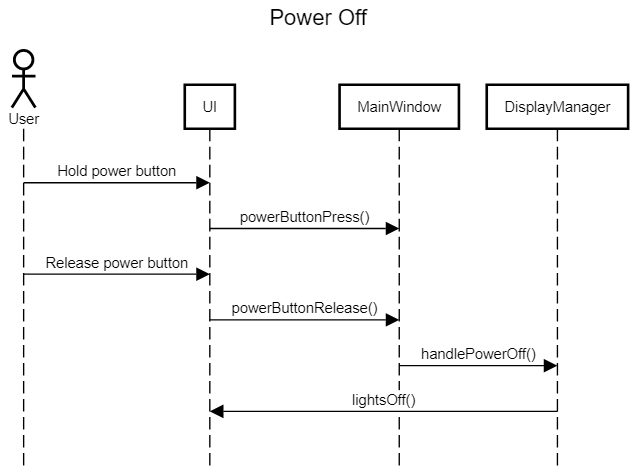 Power Off
User
UI
MainWindow
DisplayManager
Hold power button
powerButtonPress()
Release power button
powerButtonRelease()
handlePowerOff()
lightsOff()